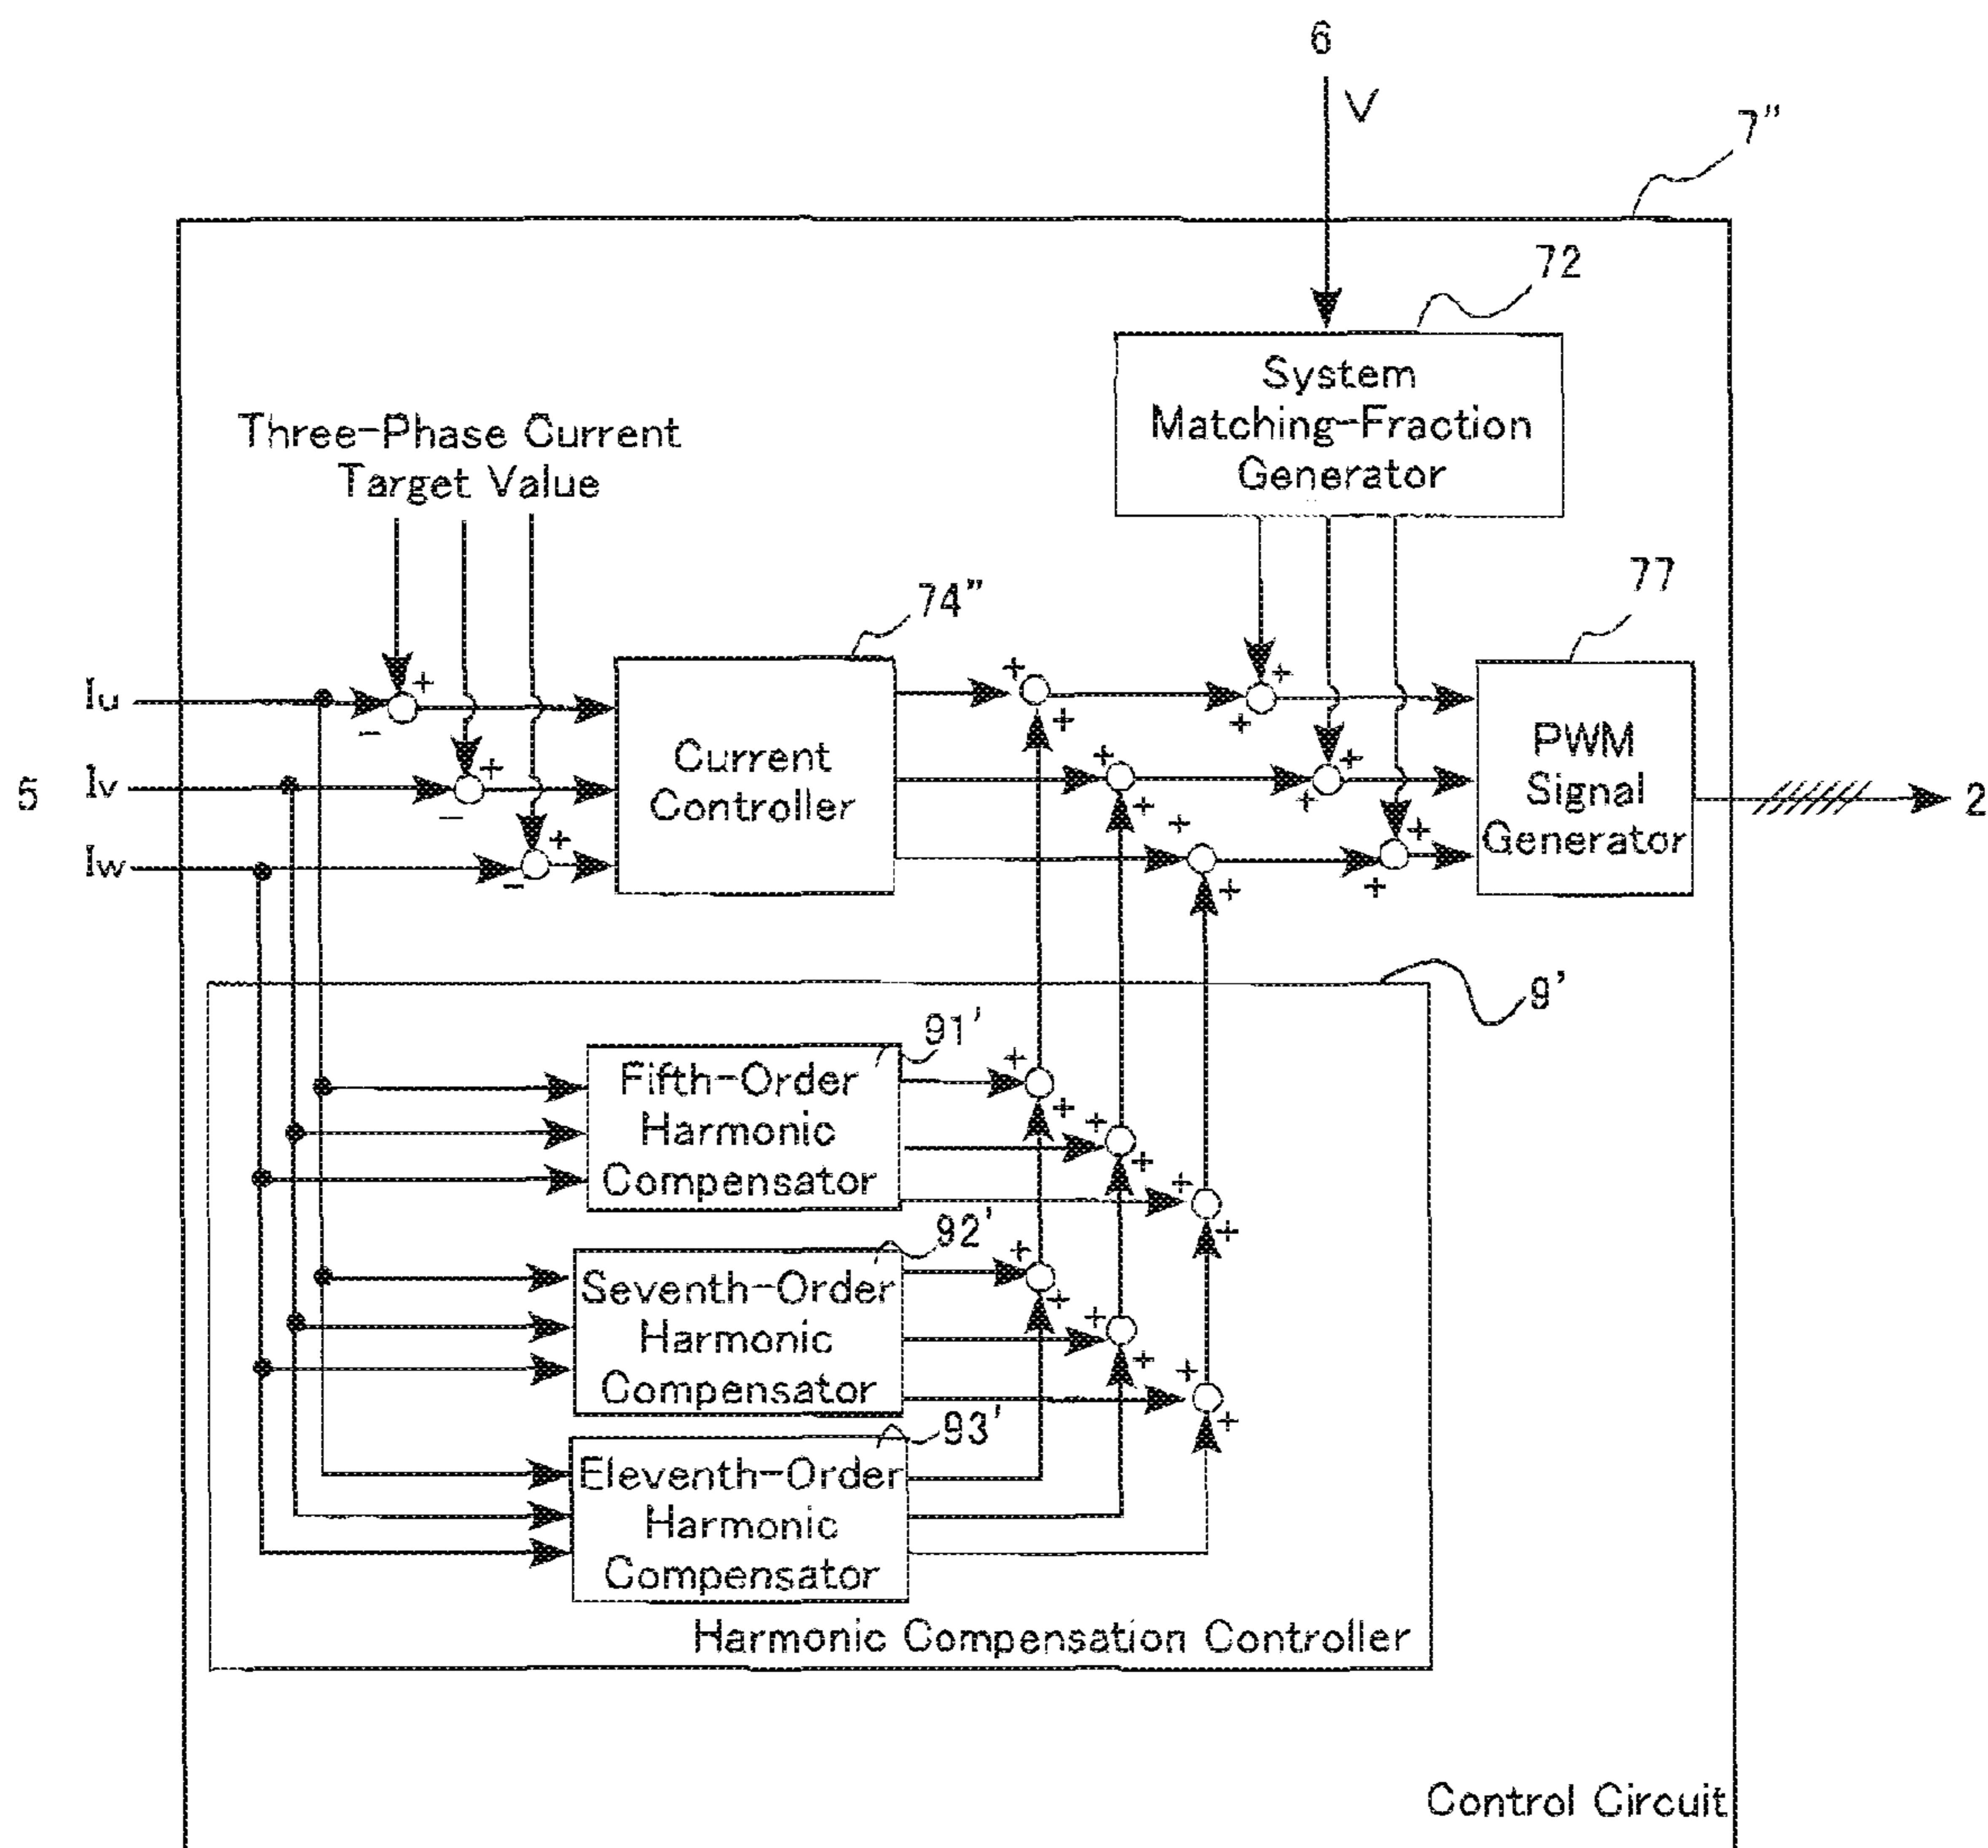 6
V
7"
72
System
Matching-Fraction
Generator
Three-Phase Current
Target Value
74"
77
Iu
+
-
+
+
+
+
5
Iv
+
-
Current
Controller
+
+
+
+
PWM
Signal
Generator
2
Iw
+
-
+
+
+
+
9'
91'
Fifth-Order
Harmonic
Compensator
+
+
+
+
+
+
92'
Seventh-Order
Harmonic
Compensator
+
+
+
+
+
+
93'
Eleventh-Order
Harmonic
Compensator
Harmonic Compensation Controller
Control Circuit